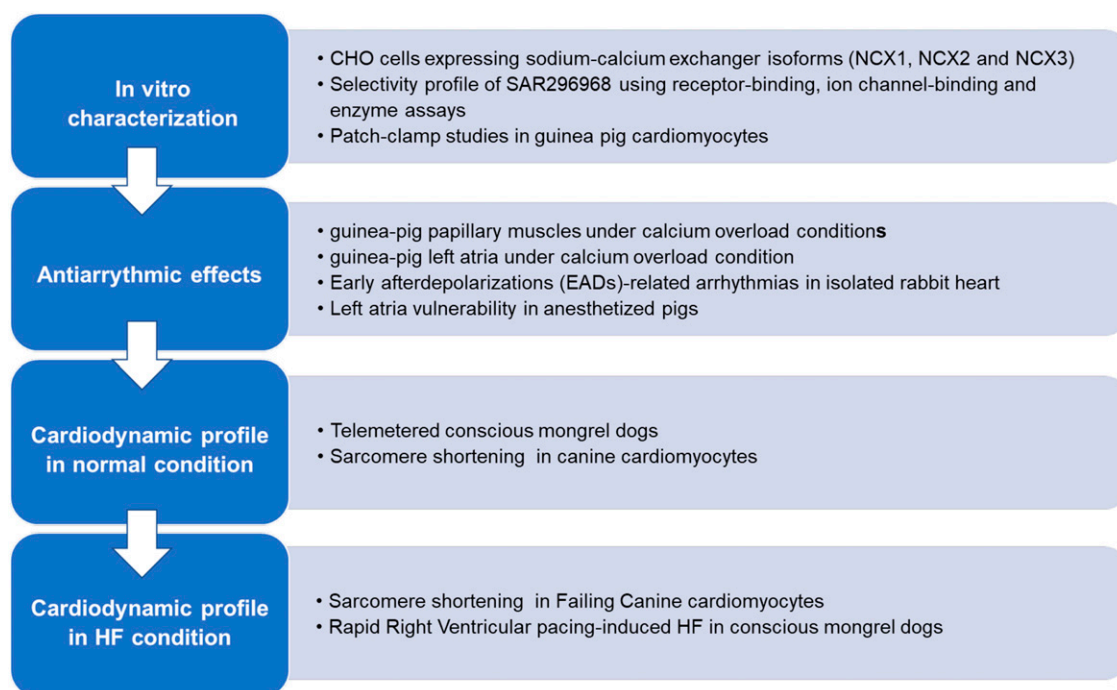 In vitro
characterization
• CHO cells expressing sodium-calcium exchanger isoforms (NCX1, NCX2 and NCX3)
• Selectivity profile of SAR296968 using receptor-binding, ion channel-binding and
enzyme assays
• Patch-clamp studies in guinea pig cardiomyocytes
Antiarrythmic effects
• guinea-pig papillary muscles under calcium overload conditions
• guinea-pig left atria under calcium overload condition
• Early afterdepolarizations (EADs)-related arrhythmias in isolated rabbit heart
• Left atria vulnerability in anesthetized pigs
Cardiodynamic profile
in normal condition
• Telemetered conscious mongrel dogs
• Sarcomere shortening in canine cardiomyocytes
Cardiodynamic profile
in HF condition
• Sarcomere shortening in Failing Canine cardiomyocytes
• Rapid Right Ventricular pacing-induced HF in conscious mongrel dogs